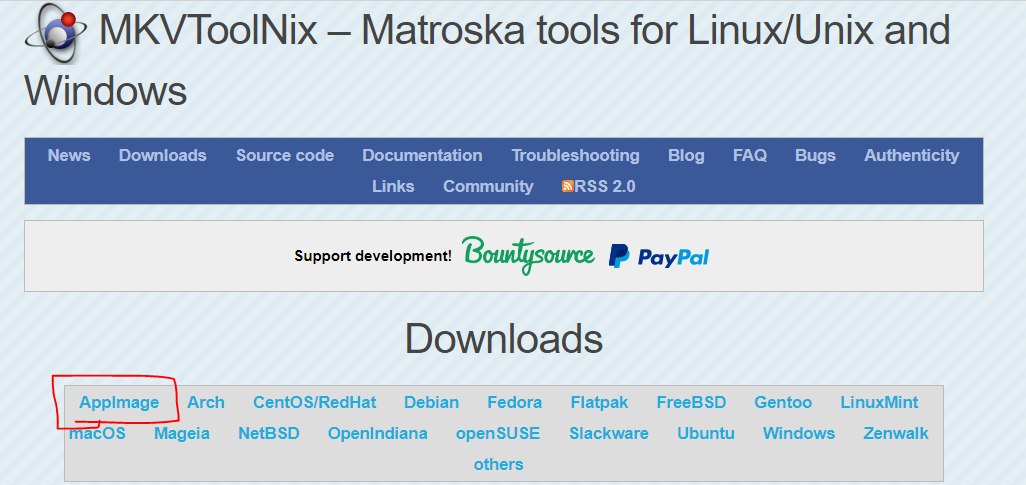 MKVToolNix – Matroska tools for Linux/Unix and
Windows
News Downloads Source code Documentation Troubleshooting Blog FAQ Bugs Authenticity
Links Community RSS 2.0
Support development! Bountysource PayPal
Downloads
AppImage Arch CentOS/RedHat Debian Fedora Flatpak FreeBSD Gentoo LinuxMint
macOS Mageia NetBSD OpenIndiana openSUSE Slackware Ubuntu Windows Zenwalk
others